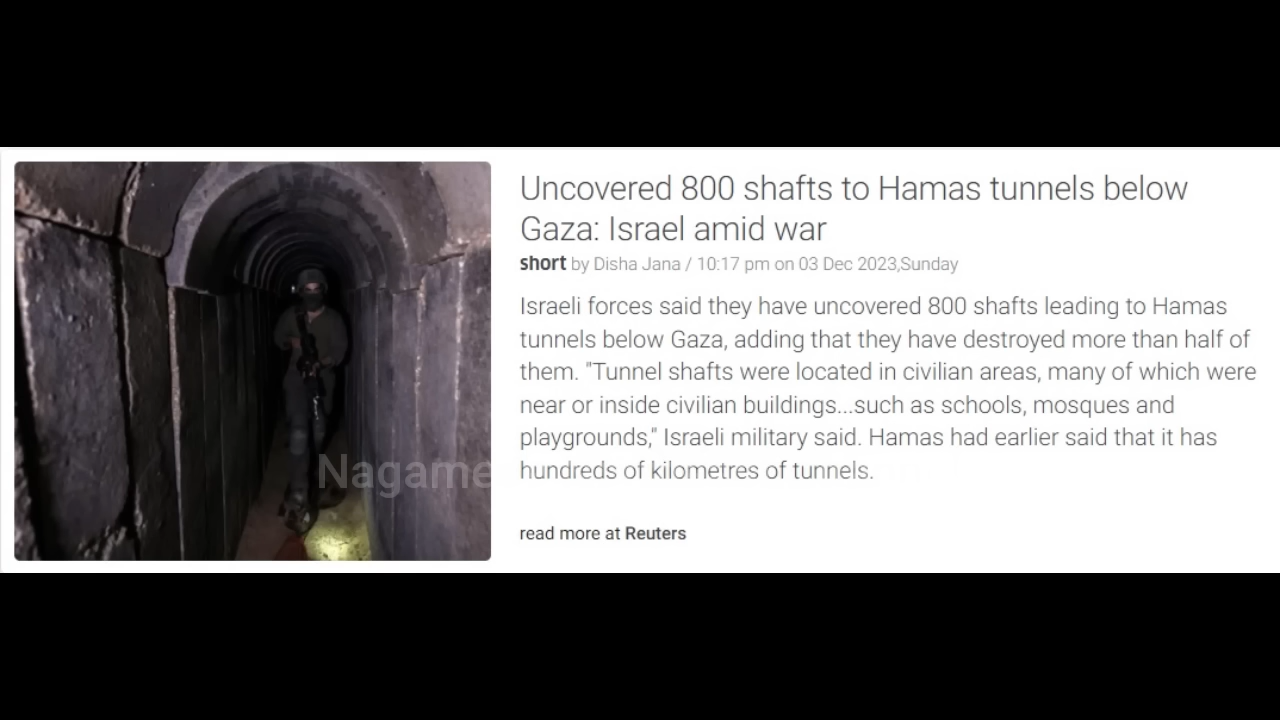 Uncovered 800 shafts to Hamas tunnels below
Gaza: Israel amid war
short by Disha Jana / 10:17 pm on 03 Dec 2023,Sunday
Israeli forces said they have uncovered 800 shafts leading to Hamas
tunnels below Gaza, adding that they have destroyed more than half of
them. "Tunnel shafts were located in civilian areas, many of which were
near or inside civilian buildings...such as schools, mosques and
playgrounds," Israeli military said. Hamas had earlier said that it has
hundreds of kilometres of tunnels.
Nagame
read more at Reuters